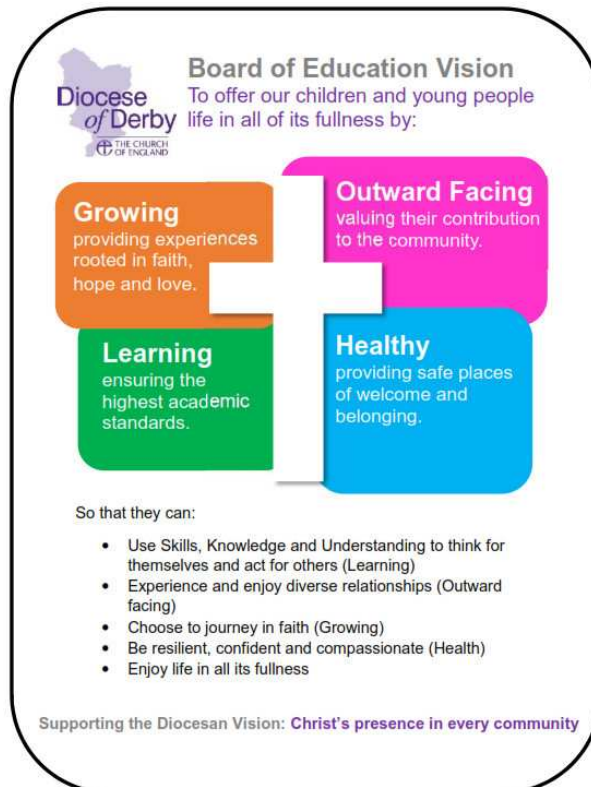 Board of Education Vision
Diocese
of Derby
THE CHURCH
OF ENGLAND
To offer our children and young people
life in all of its fullness by:
Growing
providing experiences
rooted in faith,
hope and love.
Outward Facing
valuing their contribution
to the community.
Learning
ensuring the
highest academic
standards.
Healthy
providing safe places
of welcome and
belonging.
So that they can:
• Use Skills, Knowledge and Understanding to think for
themselves and act for others (Learning)
• Experience and enjoy diverse relationships (Outward
facing)
• Choose to journey in faith (Growing)
• Be resilient, confident and compassionate (Health)
• Enjoy life in all its fullness
Supporting the Diocesan Vision: Christ's presence in every community